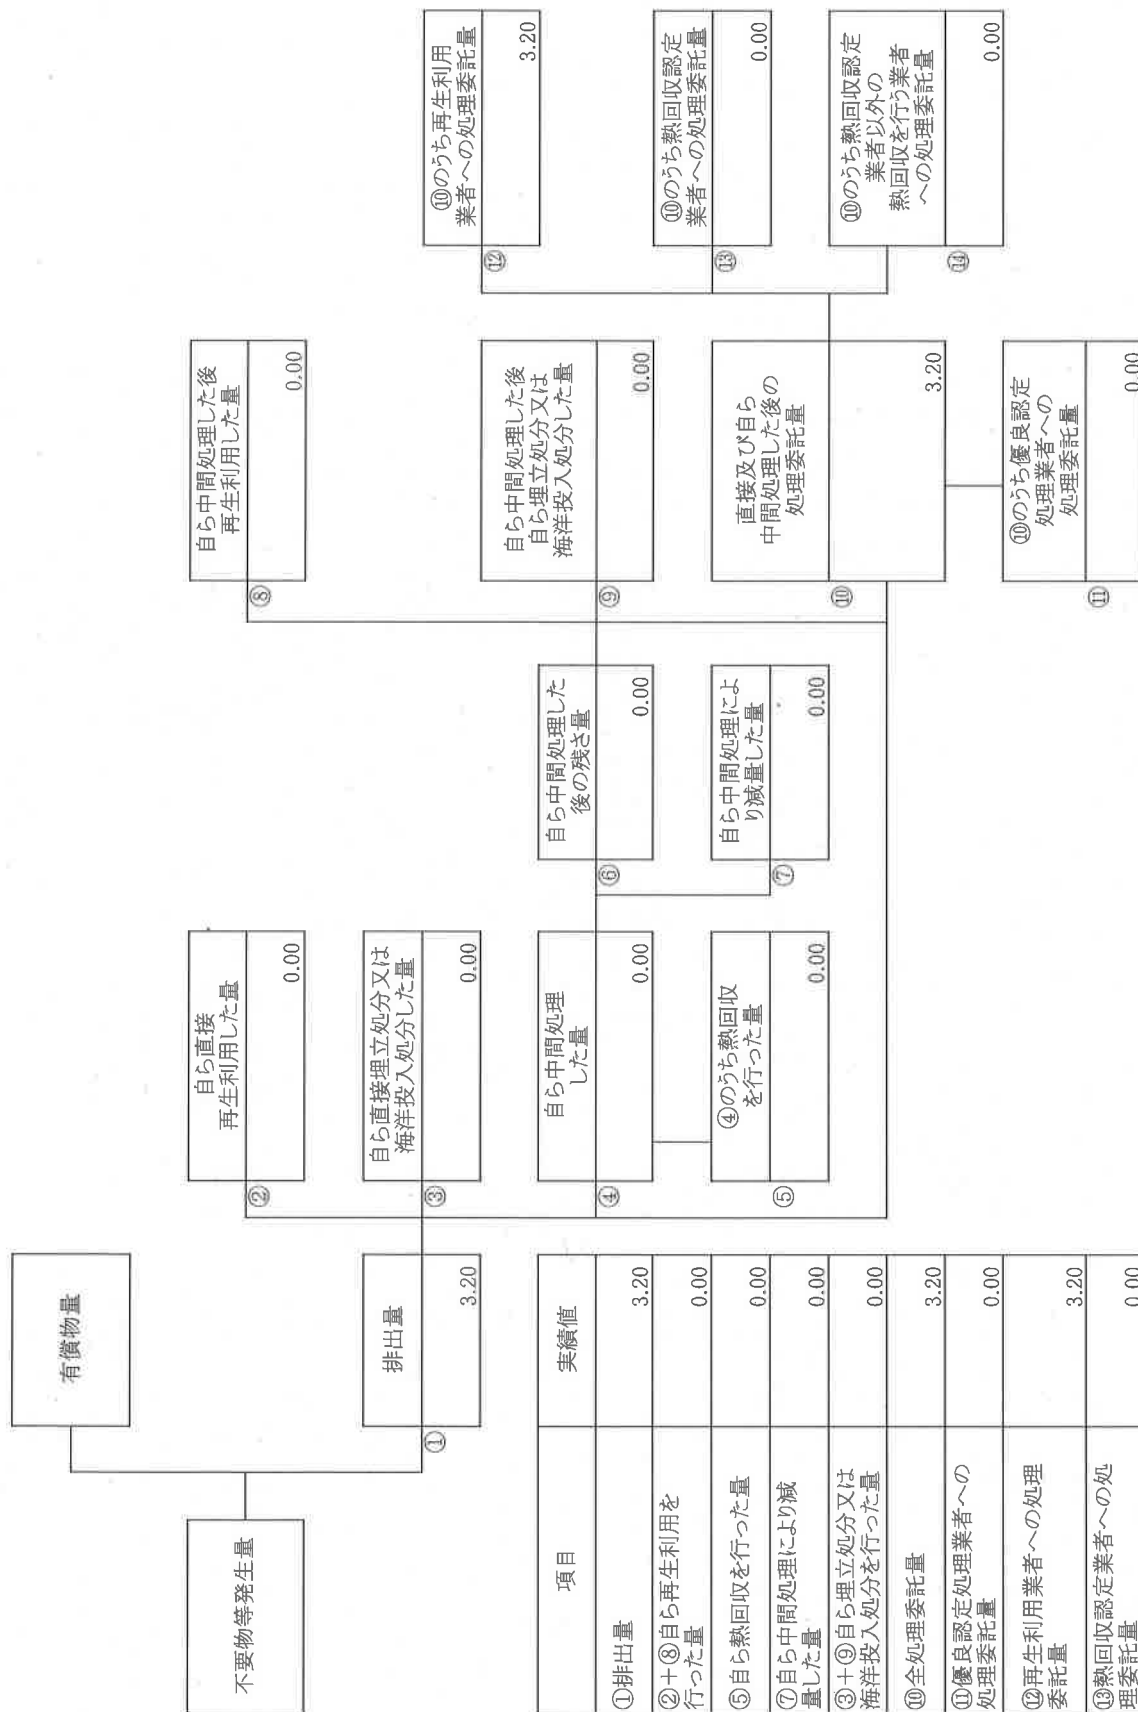 不要物等発生量
有償物量
①
排出量
3.20
②
自ら直接
再生利用した量
0.00
③
自ら直接埋立処分又は
海洋投入処分した量
0.00
④
自ら中間処理
した量
0.00
⑤
④のうち熱回収
を行った量
0.00
⑥
自ら中間処理した
後の残さ量
0.00
⑦
自ら中間処理によ
り減量した量
0.00
⑧
自ら中間処理した後
再生利用した量
0.00
⑨
自ら中間処理した後
自ら埋立処分又は
海洋投入処分した量
0.00
⑩
直接及び自ら
中間処理した後の
処理委託量
3.20
⑪
⑩のうち優良認定
処理業者への
処理委託量
0.00
⑫
⑩のうち再生利用
業者への処理委託量
3.20
⑬
⑩のうち熱回収認定
業者への処理委託量
0.00
⑭
⑩のうち熱回収認定
業者以外の
熱回収を行う業者
への処理委託量
0.00
項目 実績値
①排出量 3.20
②+⑧自ら再生利用を
行った量 0.00
⑤自ら熱回収を行った量 0.00
⑦自ら中間処理により減
量した量 0.00
③+⑨自ら埋立処分又は
海洋投入処分を行った量 0.00
⑩全処理委託量 3.20
⑪優良認定処理業者への
処理委託量 0.00
⑫再生利用業者への処理
委託量 3.20
⑬熱回収認定業者への処
理委託量 0.00